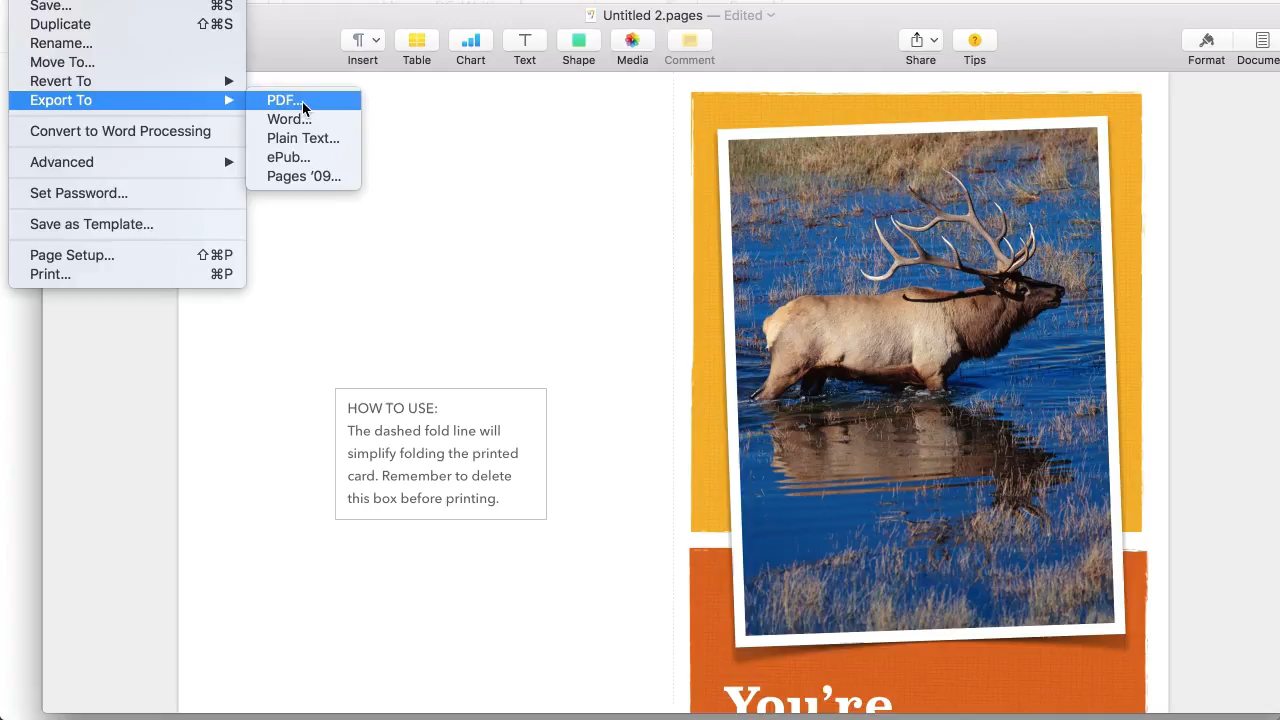 Save... ⌘S
Duplicate ⇧⌘S
Rename...
Move To...
Revert To
Export To
Convert to Word Processing
Advanced
Set Password...
Save as Template...
Page Setup... ⇧⌘P
Print... ⌘P
PDF...
Word...
Plain Text...
ePub...
Pages ’09...
Untitled 2.pages — Edited
Insert
Table
Chart
Text
Shape
Media
Comment
Share
Tips
Format
Docume
HOW TO USE:
The dashed fold line will
simplify folding the printed
card. Remember to delete
this box before printing.
You’re